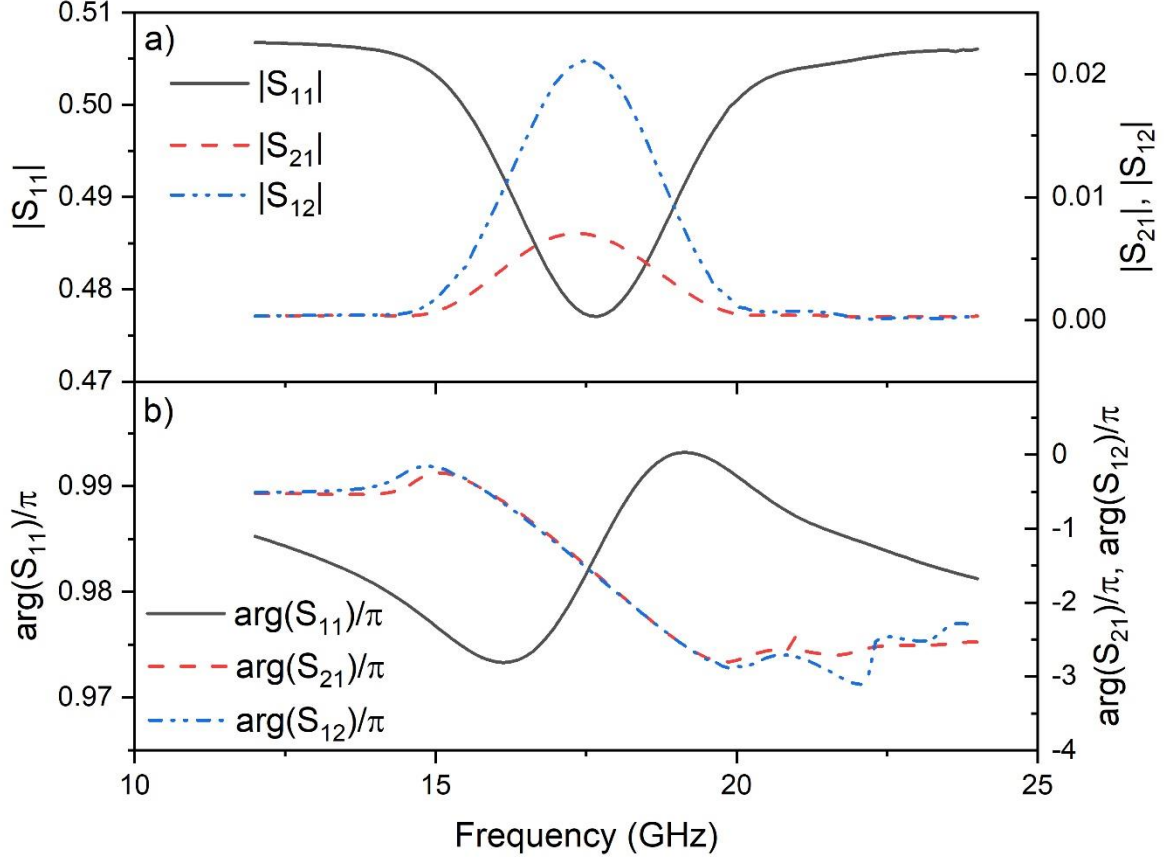 a)
|S11|
|S21|
|S12|
0.51
0.50
0.49
0.48
0.47
|S11|
0.02
0.01
0.00
|S21|, |S12|
b)
arg(S11)/π
arg(S21)/π
arg(S12)/π
0.99
0.98
0.97
arg(S11)/π
0
-1
-2
-3
-4
arg(S21)/π, arg(S12)/π
10 15 20 25
Frequency (GHz)